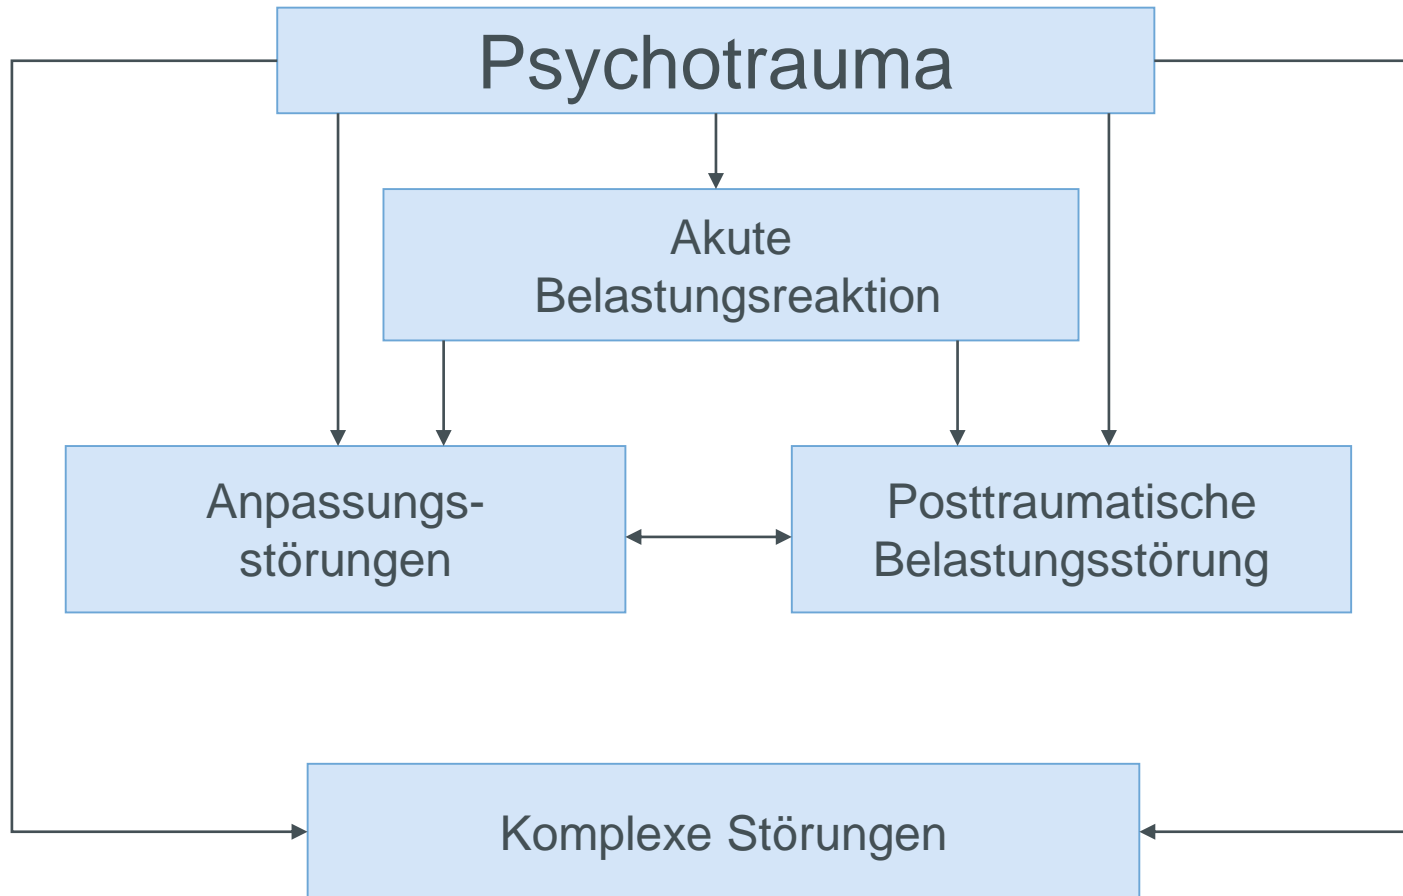 Psychotrauma
Akute
Belastungsreaktion
Anpassungs-
störungen
Posttraumatische
Belastungsstörung
Komplexe Störungen